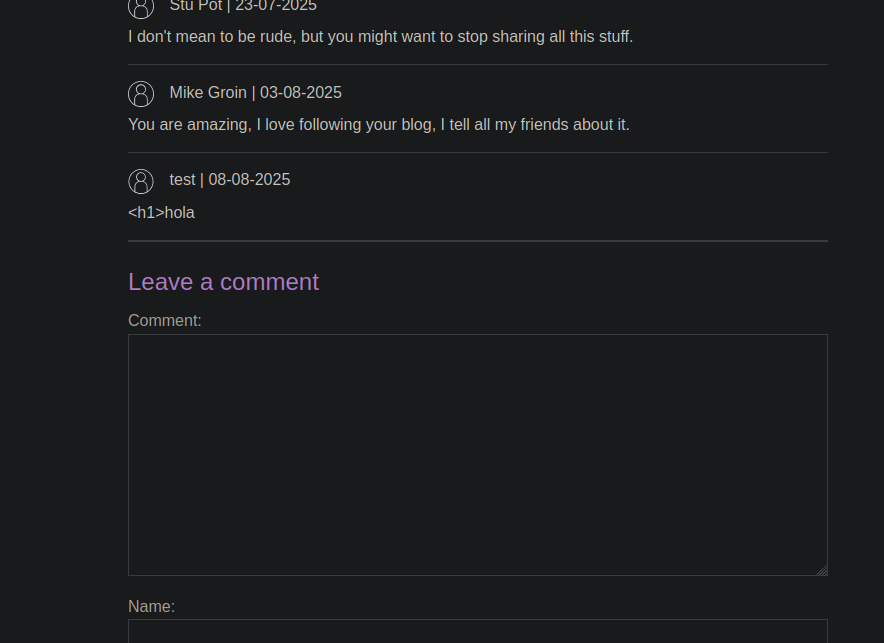 Stu Pot | 23-07-2025
I don't mean to be rude, but you might want to stop sharing all this stuff.
Mike Groin | 03-08-2025
You are amazing, I love following your blog, I tell all my friends about it.
test | 08-08-2025
<h1>hola
Leave a comment
Comment:
Name: